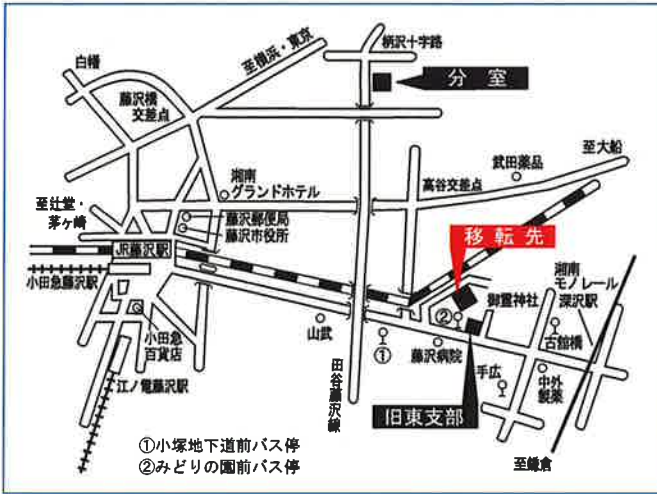 柄沢十字路
至横浜・東京
白幡
分室
藤沢橋
交差点
至大船
武田薬品
湘南
グランドホテル
高谷交差点
至辻堂・
茅ヶ崎
藤沢郵便局
藤沢市役所
移転先
JR藤沢駅
湘南
モノレール
深沢駅
小田急藤沢駅
御霊神社
小田急
百貨店
山武
①
②
藤沢病院
古館橋
田谷藤沢線
手広
中外
製薬
江ノ電藤沢駅
旧東支部
①小塚地下道前バス停
②みどりの園前バス停
至鎌倉